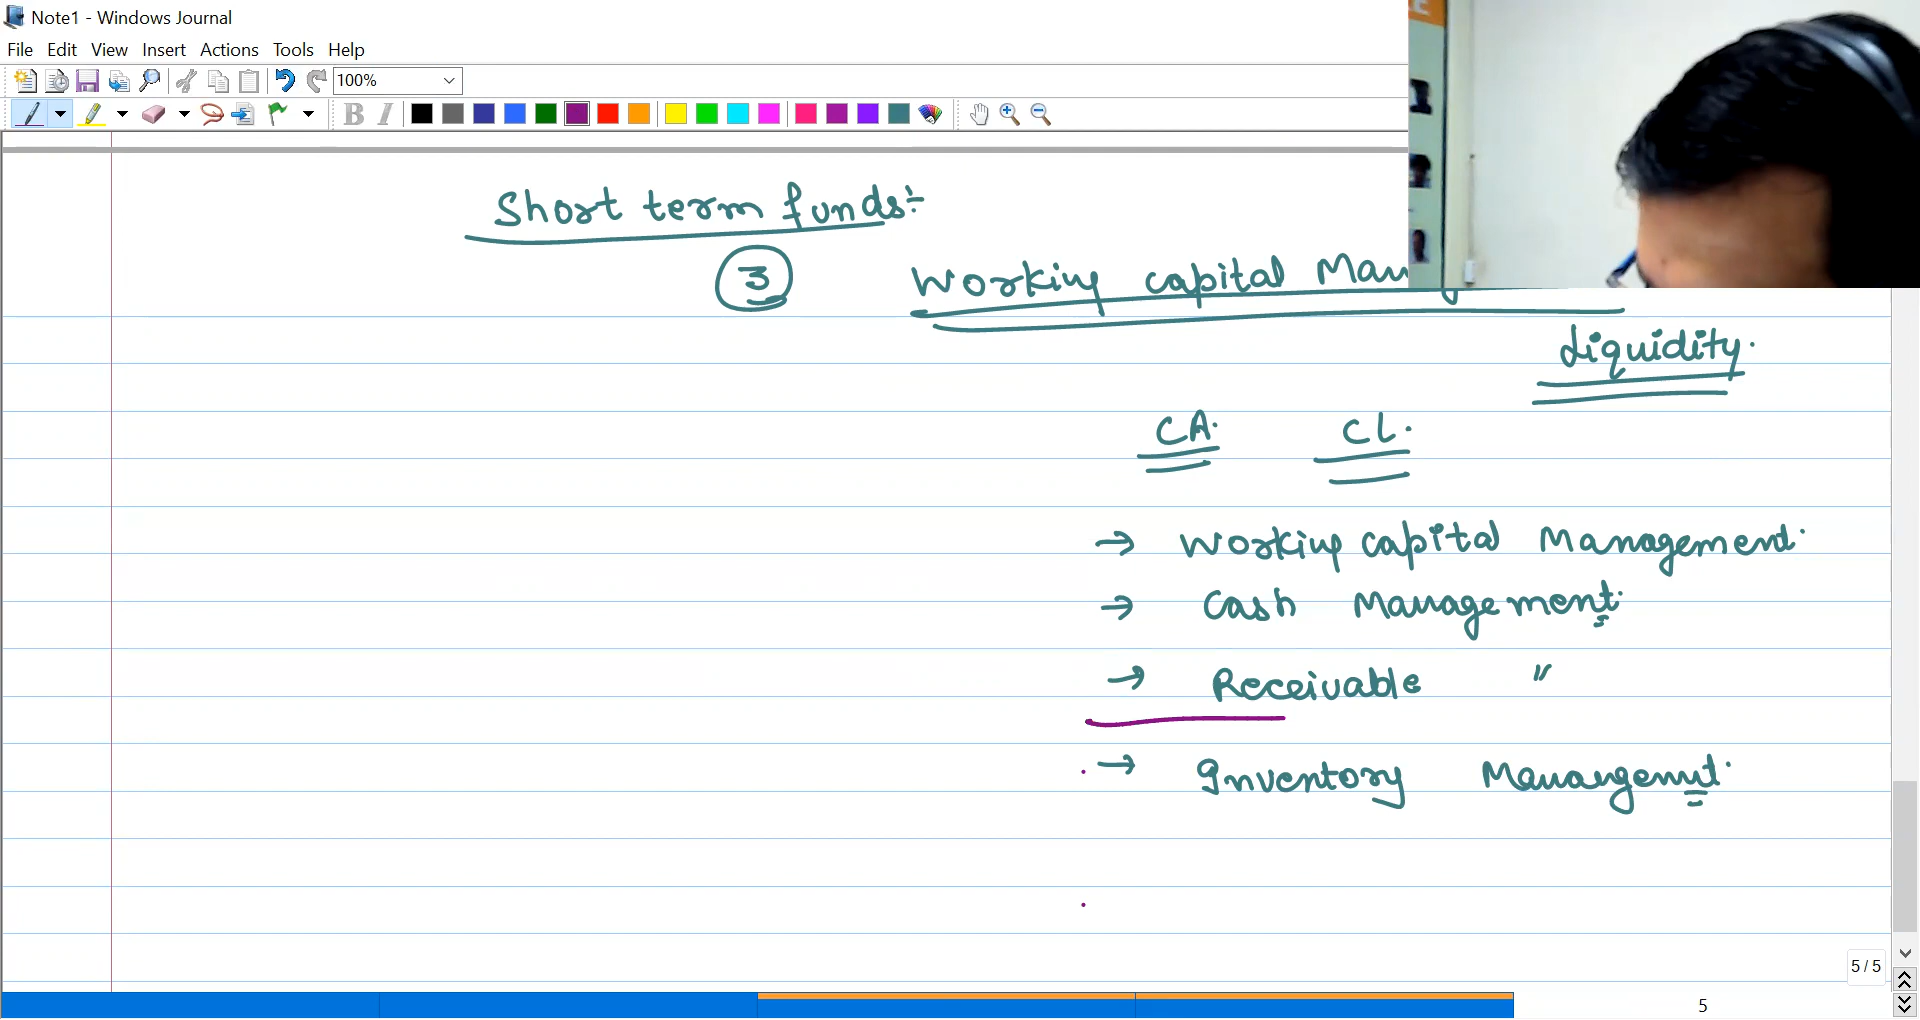 Note1 - Windows Journal
File Edit View Insert Actions Tools Help
100%
B I
Short term funds:-
3 Working capital Man
Liquidity.
CA. CL.
→ Working capital Management.
→ Cash Management.
→ Receivable "
→ Inventory Management.
5 / 5
5